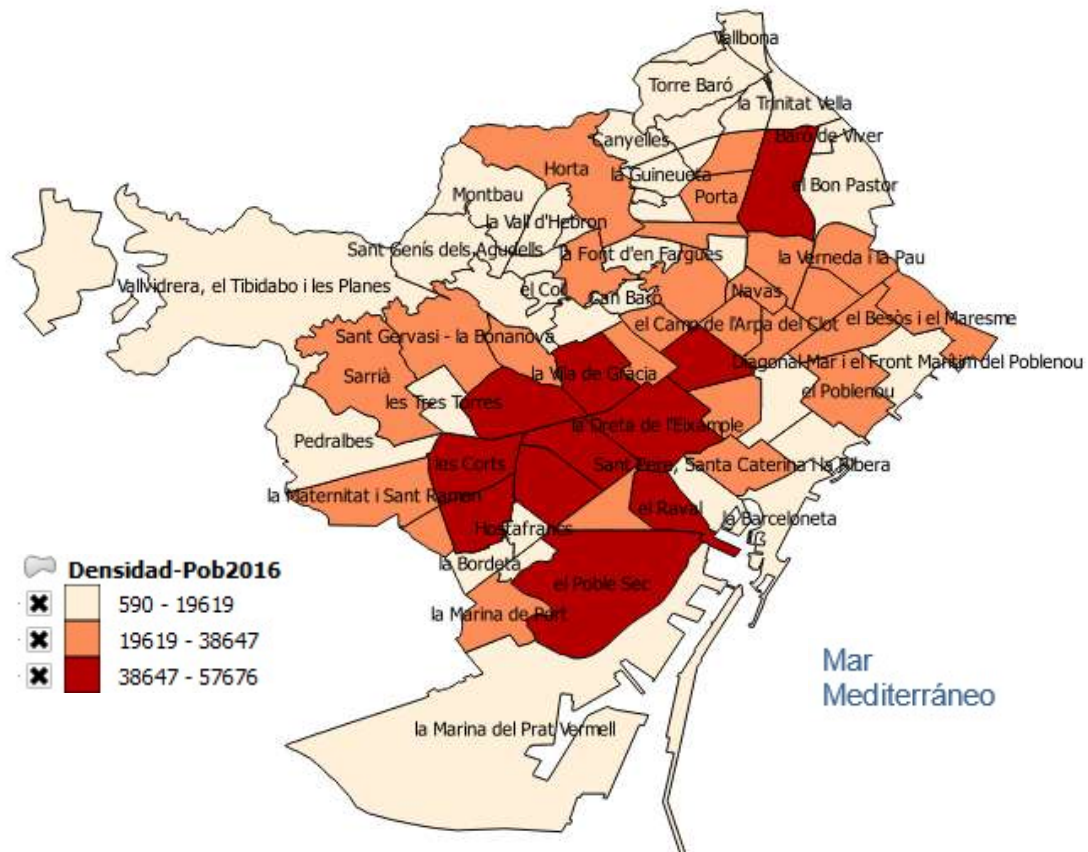 Vallbona
Torre Baró
la Trinitat Vella
Canyelles
Baró de Viver
Horta
la Guineueta
el Bon Pastor
Montbau
Porta
la Vall d'Hebron
Sant Genís dels Agudells
la Font d'en Fargues
la Verneda i la Pau
Vallvidrera, el Tibidabo i les Planes
el Coll
Can Baró
Navas
el Camp de l'Arpa del Clot
el Besòs i el Maresme
Sant Gervasi - la Bonanova
Diagonal Mar i el Front Marítim del Poblenou
Sarrià
la Vila de Gràcia
el Poblenou
les Tres Torres
la Dreta de l'Eixample
Pedralbes
les Corts
Sant Pere, Santa Caterina i la Ribera
la Maternitat i Sant Ramon
el Raval
la Barceloneta
Hostafrancs
la Bordeta
Densidad-Pob2016
590 - 19619
19619 - 38647
38647 - 57676
el Poble Sec
la Marina de Port
Mar
Mediterráneo
la Marina del Prat Vermell